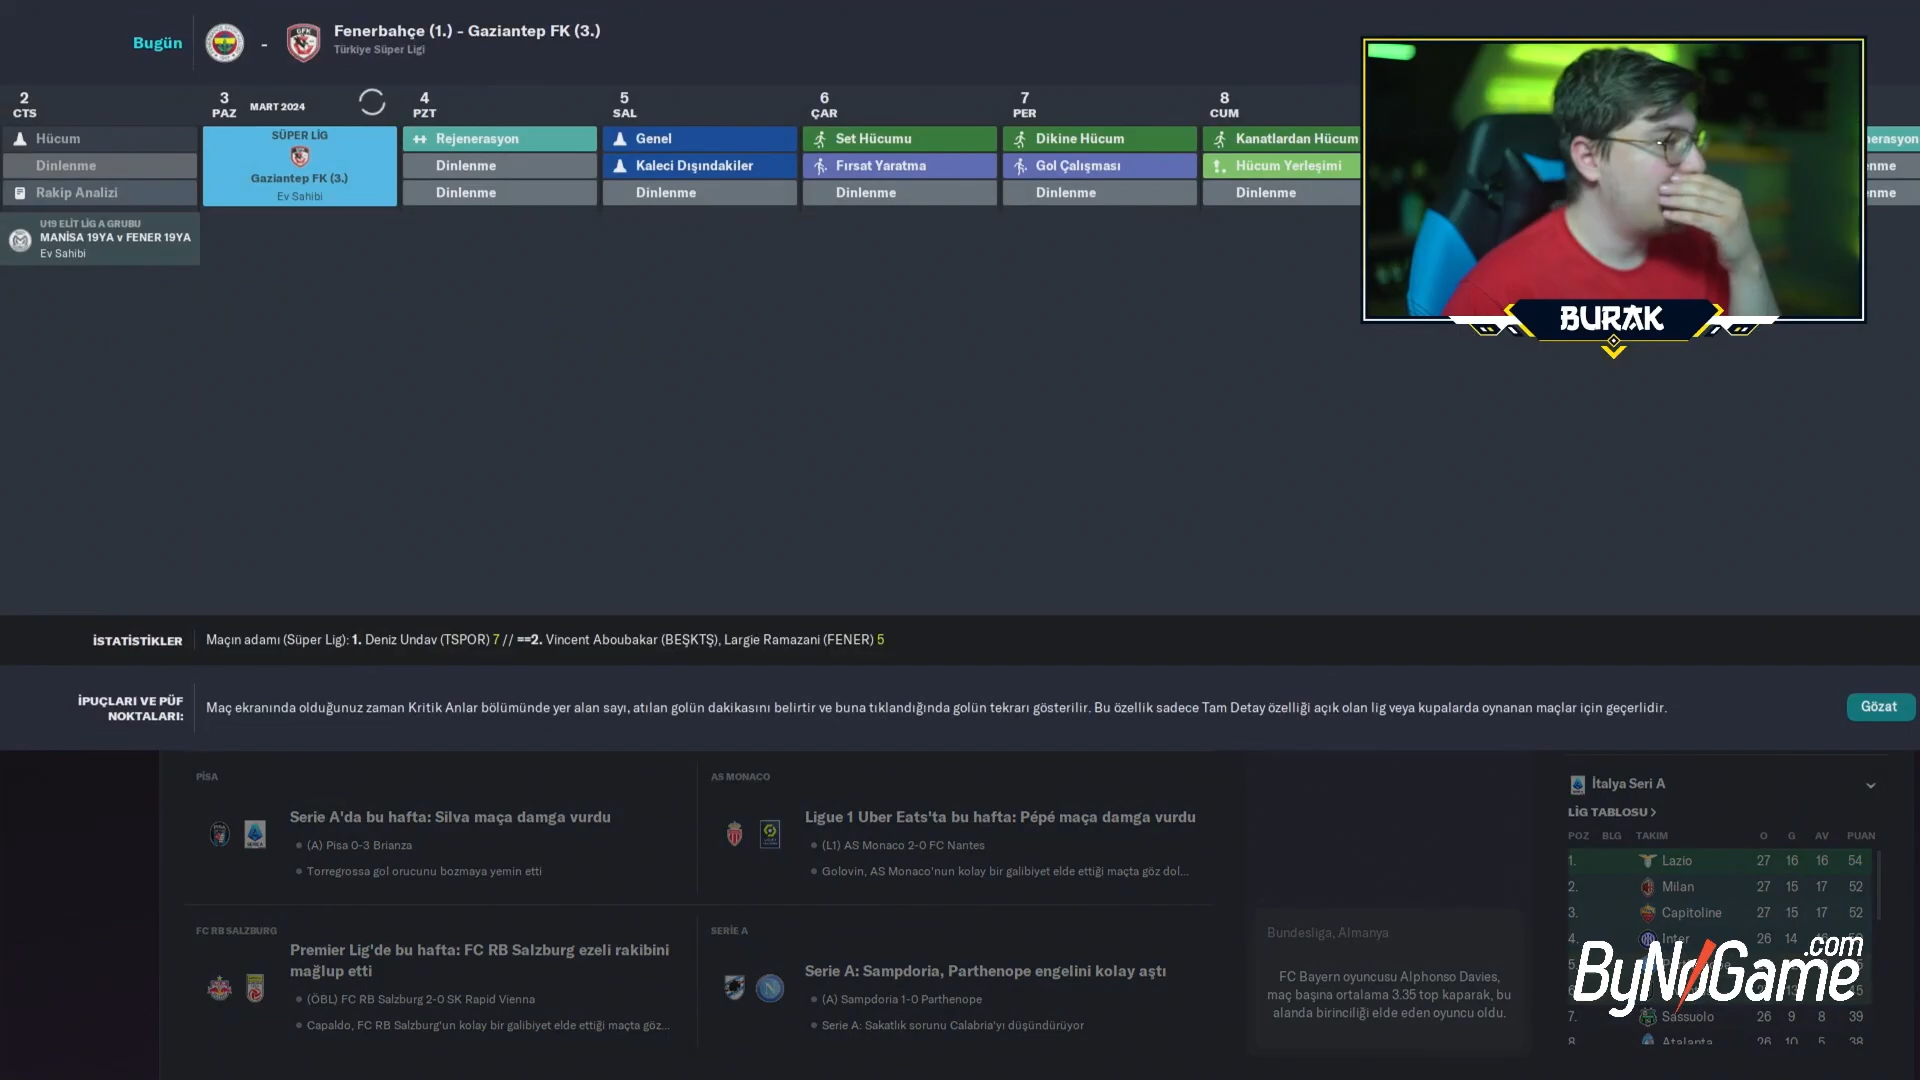 Bugün
-
Fenerbahçe (1.) - Gaziantep FK (3.)
Türkiye Süper Ligi
2
CTS
3
PAZ
MART 2024
4
PZT
5
SAL
6
ÇAR
7
PER
8
CUM
Hücum
Dinlenme
Rakip Analizi
U19 ELİT LİG A GRUBU
MANİSA 19YA v FENER 19YA
Ev Sahibi
SÜPER LİG
Gaziantep FK (3.)
Ev Sahibi
Rejenerasyon
Dinlenme
Dinlenme
Genel
Kaleci Dışındakiler
Dinlenme
Set Hücumu
Fırsat Yaratma
Dinlenme
Dikine Hücum
Gol Çalışması
Dinlenme
Kanatlardan Hücum
Hücum Yerleşimi
Dinlenme
BURAK
İSTATİSTİKLER
Maçın adamı (Süper Lig): 1. Deniz Undav (TSPOR) 7 // ==2. Vincent Aboubakar (BEŞKTŞ), Largie Ramazani (FENER) 5
İPUÇLARI VE PÜF
NOKTALARI:
Maç ekranında olduğunuz zaman Kritik Anlar bölümünde yer alan sayı, atılan golün dakikasını belirtir ve buna tıklandığında golün tekrarı gösterilir. Bu özellik sadece Tam Detay özelliği açık olan lig veya kupalarda oynanan maçlar için geçerlidir.
Gözat
PİSA
Serie A'da bu hafta: Silva maça damga vurdu
(A) Pisa 0-3 Brianza
Torregrossa gol orucunu bozmaya yemin etti
AS MONACO
Ligue 1 Uber Eats'ta bu hafta: Pépé maça damga vurdu
(L1) AS Monaco 2-0 FC Nantes
Golovin, AS Monaco'nun kolay bir galibiyet elde ettiği maçta göz dol...
FC RB SALZBURG
Premier Lig'de bu hafta: FC RB Salzburg ezeli rakibini
mağlup etti
(ÖBL) FC RB Salzburg 2-0 SK Rapid Vienna
Capaldo, FC RB Salzburg'un kolay bir galibiyet elde ettiği maçta göz...
SERİE A
Serie A: Sampdoria, Parthenope engelini kolay aştı
(A) Sampdoria 1-0 Parthenope
Serie A: Sakatlık sorunu Calabria'yı düşündürüyor
Bundesliga, Almanya
FC Bayern oyuncusu Alphonso Davies,
maç başına ortalama 3.35 top kaparak, bu
alanda birinciliği elde eden oyuncu oldu.
İtalya Seri A
LİG TABLOSU >
POZ BLG TAKIM O G AV PUAN
1. Lazio 27 16 16 54
2. Milan 27 15 17 52
3. Capitoline 27 15 17 52
4. Inter 26 14
5.
ByNoGame.com
7. Sassuolo 26 9 8 39
8. Atalanta 26 10 5 38